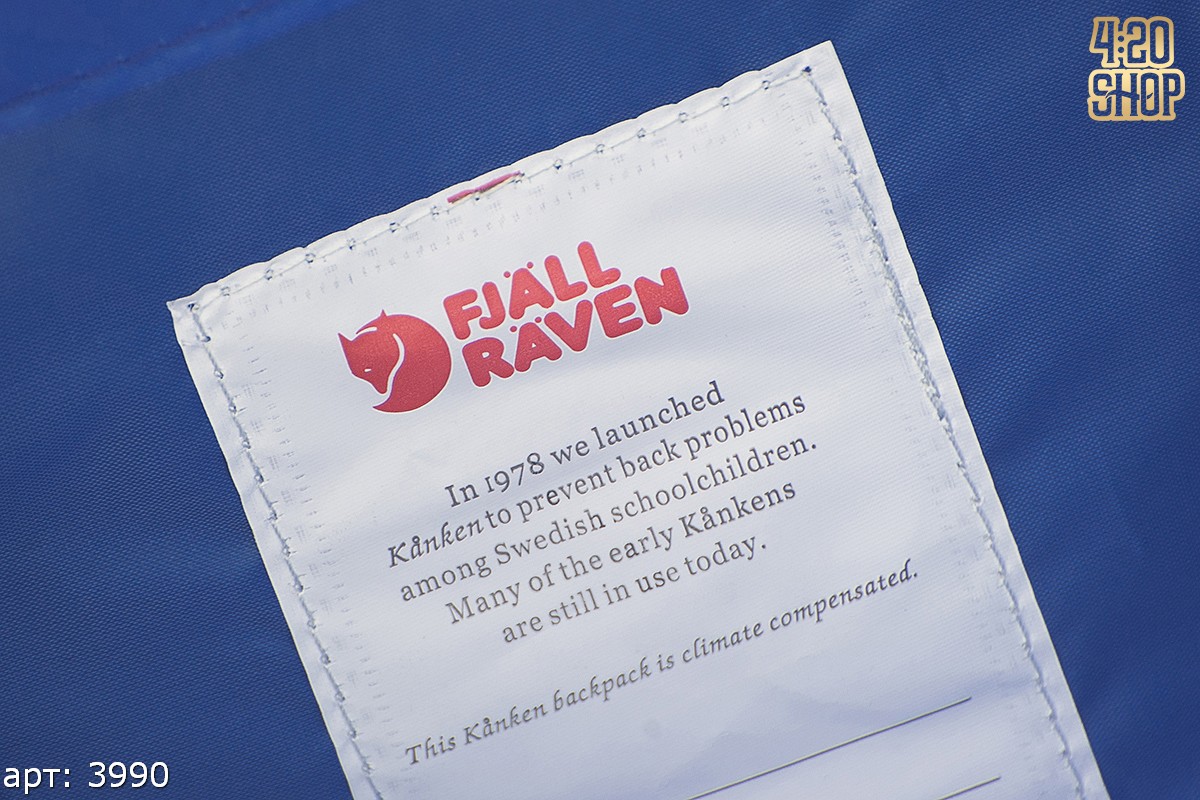 4:20
SHOP
FJÄLL
RÄVEN
In 1978 we launched
Kånken to prevent back problems
among Swedish schoolchildren.
Many of the early Kånkens
are still in use today.
This Kånken backpack is climate compensated.
арт: 3990